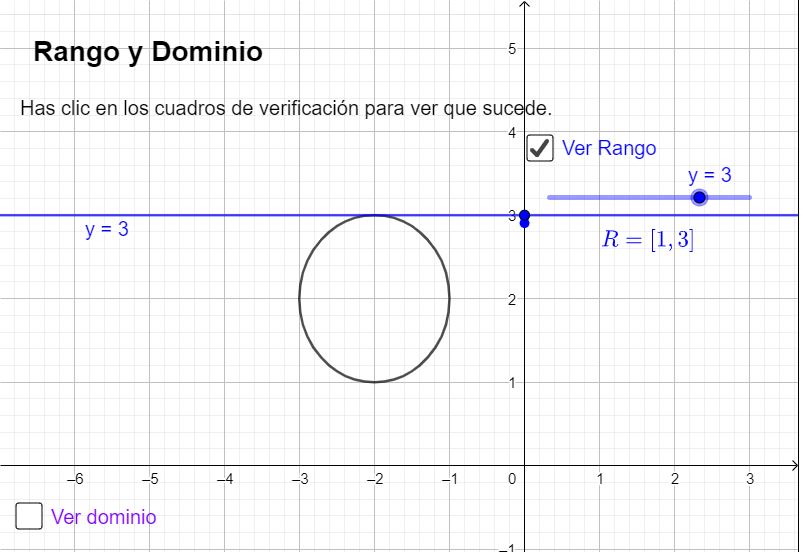 Rango y Dominio
Has clic en los cuadros de verificación para ver que sucede.
Ver Rango
y = 3
y = 3
R = [1, 3]
5
4
3
2
1
–6 –5 –4 –3 –2 –1 0 1 2 3
Ver dominio
–1